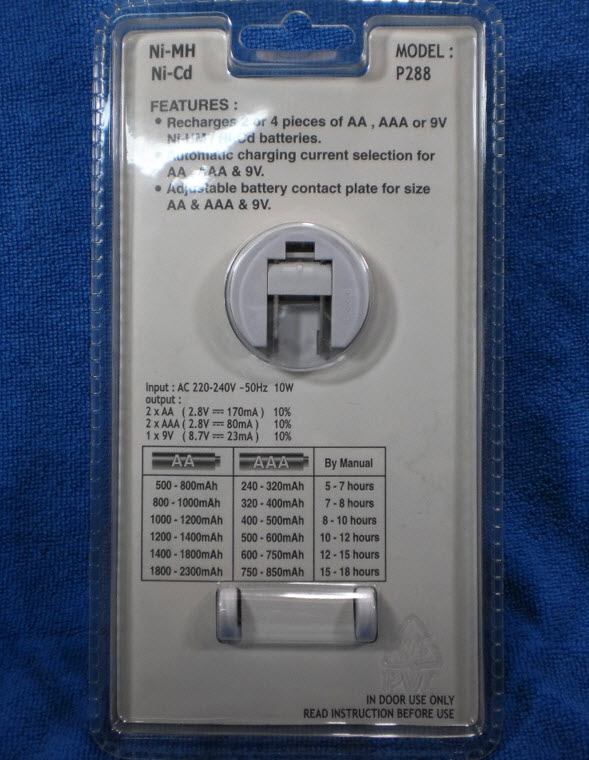 Ni-MH
Ni-Cd
MODEL :
P288
FEATURES :
• Recharges 2 or 4 pieces of AA , AAA or 9V
Ni-HM / Ni-Cd batteries.
• Automatic charging current selection for
AA , AAA & 9V.
• Adjustable battery contact plate for size
AA & AAA & 9V.
Input : AC 220-240V ~50Hz 10W
output :
2 x AA ( 2.8V ⎓ 170mA ) 10%
2 x AAA ( 2.8V ⎓ 80mA ) 10%
1 x 9V ( 8.7V ⎓ 23mA ) 10%
AA AAA By Manual
500 - 800mAh 240 - 320mAh 5 - 7 hours
800 - 1000mAh 320 - 400mAh 7 - 8 hours
1000 - 1200mAh 400 - 500mAh 8 - 10 hours
1200 - 1400mAh 500 - 600mAh 10 - 12 hours
1400 - 1800mAh 600 - 750mAh 12 - 15 hours
1800 - 2300mAh 750 - 850mAh 15 - 18 hours
IN DOOR USE ONLY
READ INSTRUCTION BEFORE USE